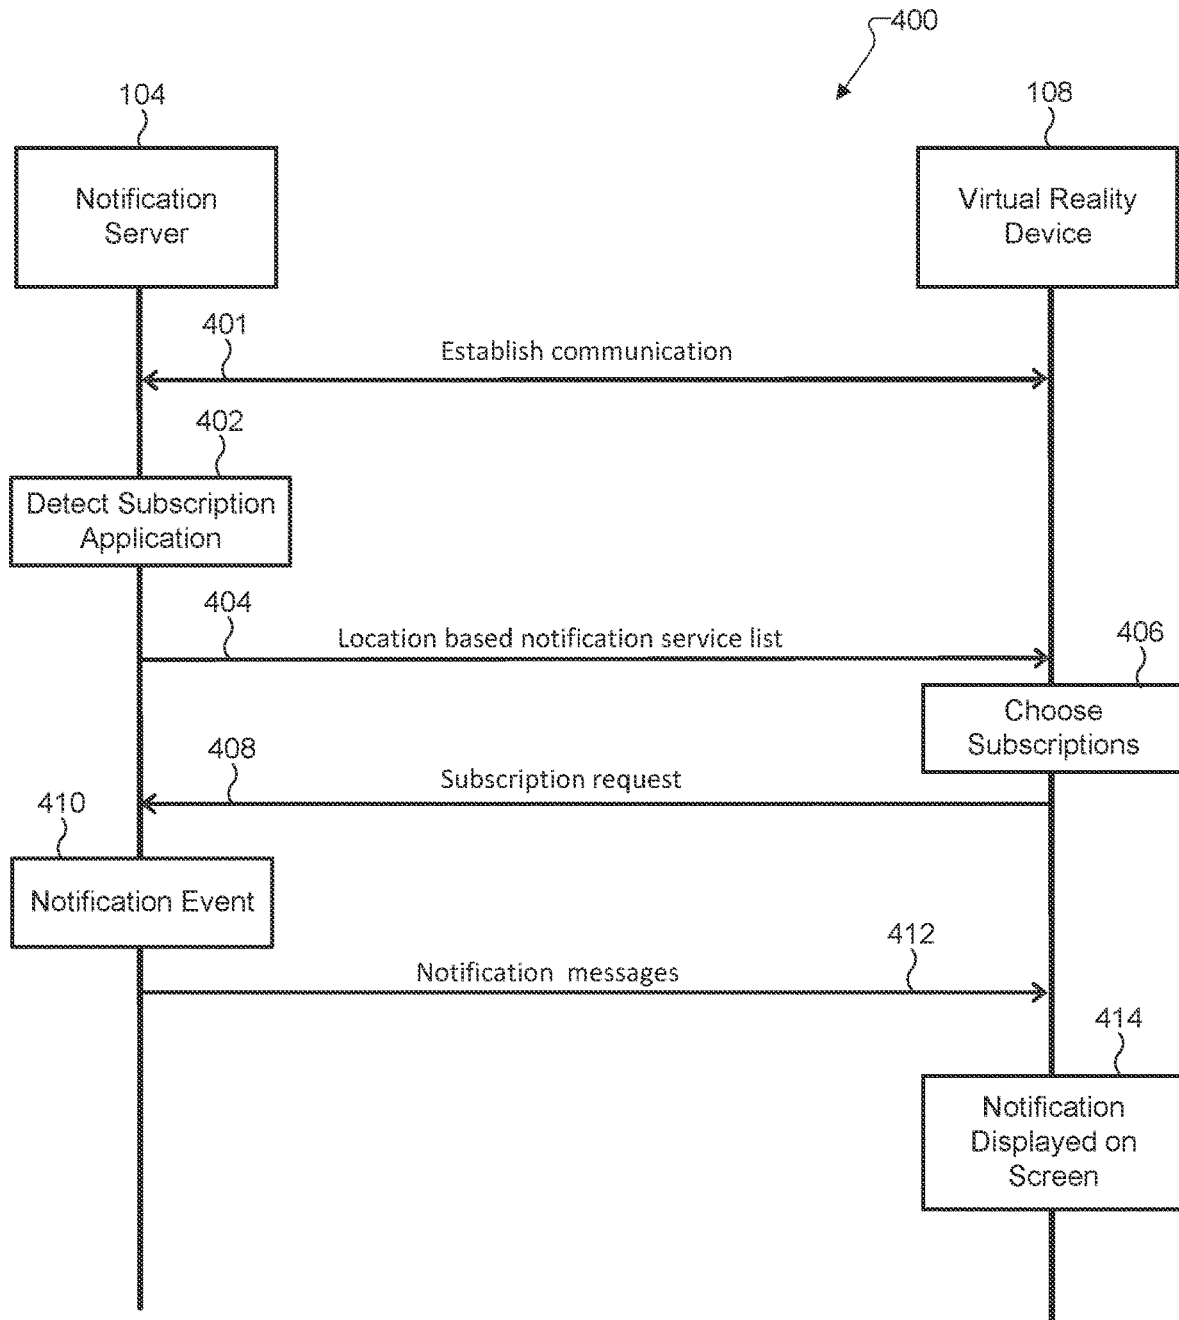 400
104
108
Notification
Server
Virtual Reality
Device
401
Establish communication
402
Detect Subscription
Application
404
Location based notification service list
406
Choose
Subscriptions
408
Subscription request
410
Notification Event
412
Notification messages
414
Notification
Displayed on
Screen